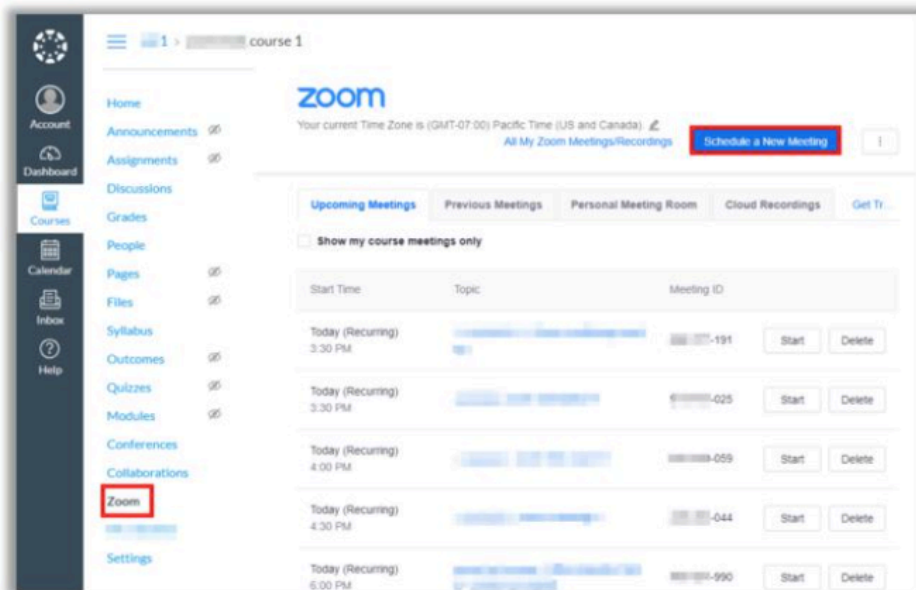 1 > course 1
Account
Dashboard
Courses
Calendar
Inbox
Help
Home
Announcements
Assignments
Discussions
Grades
People
Pages
Files
Syllabus
Outcomes
Quizzes
Modules
Conferences
Collaborations
Zoom
Settings
zoom
Your current Time Zone is (GMT-07:00) Pacific Time (US and Canada)
All My Zoom Meetings/Recordings Schedule a New Meeting
Upcoming Meetings Previous Meetings Personal Meeting Room Cloud Recordings Get Tr...
Show my course meetings only
Start Time Topic Meeting ID
Today (Recurring)
3:30 PM -191 Start Delete
Today (Recurring)
3:30 PM -025 Start Delete
Today (Recurring)
4:00 PM -059 Start Delete
Today (Recurring)
4:30 PM -044 Start Delete
Today (Recurring)
6:00 PM -990 Start Delete